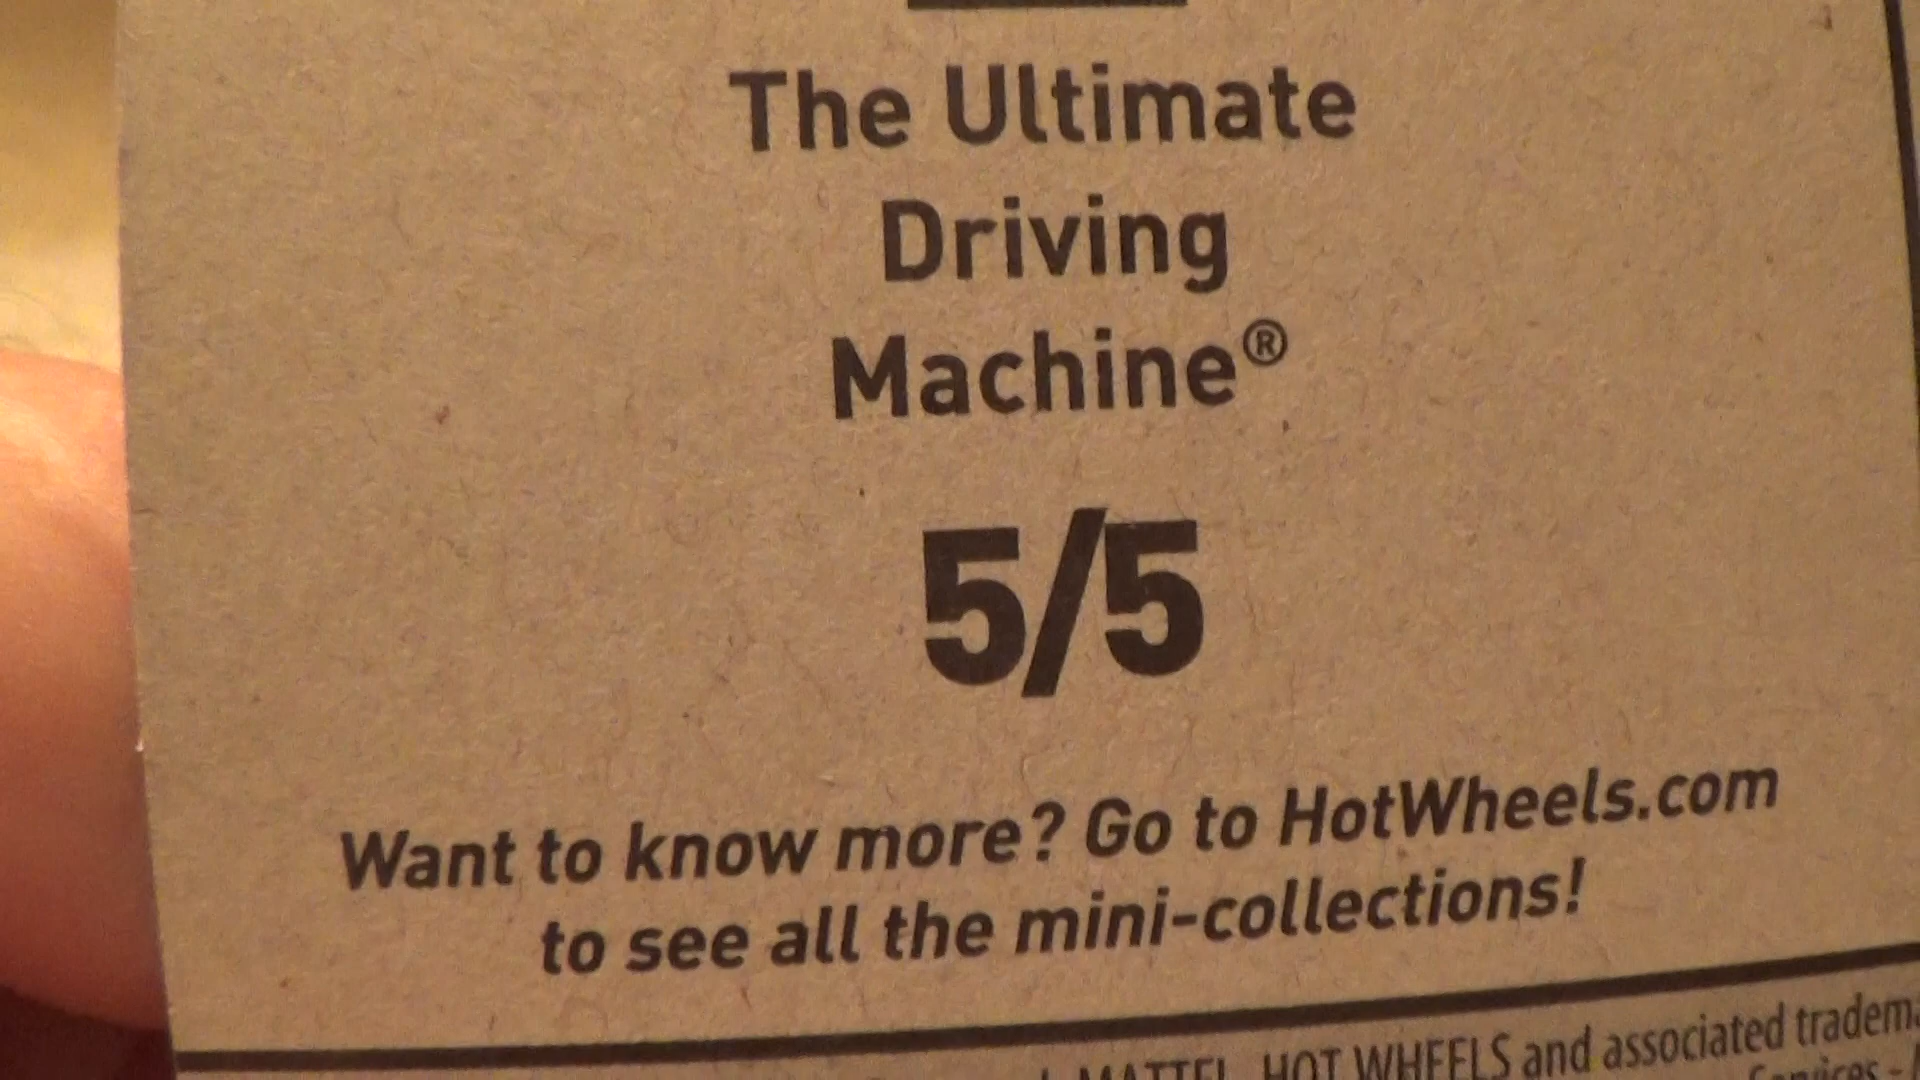 The Ultimate
Driving
Machine®
5/5
Want to know more? Go to HotWheels.com
to see all the mini-collections!
MATTEL, HOT WHEELS and associated
Services -